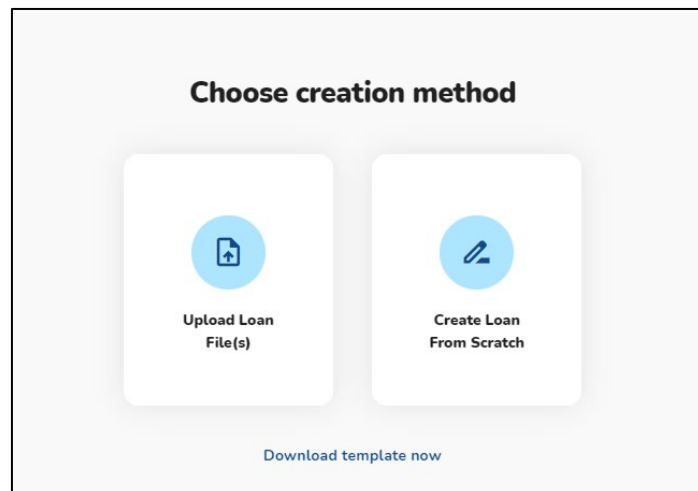 Choose creation method
Upload Loan
File(s)
Create Loan
From Scratch
Download template now